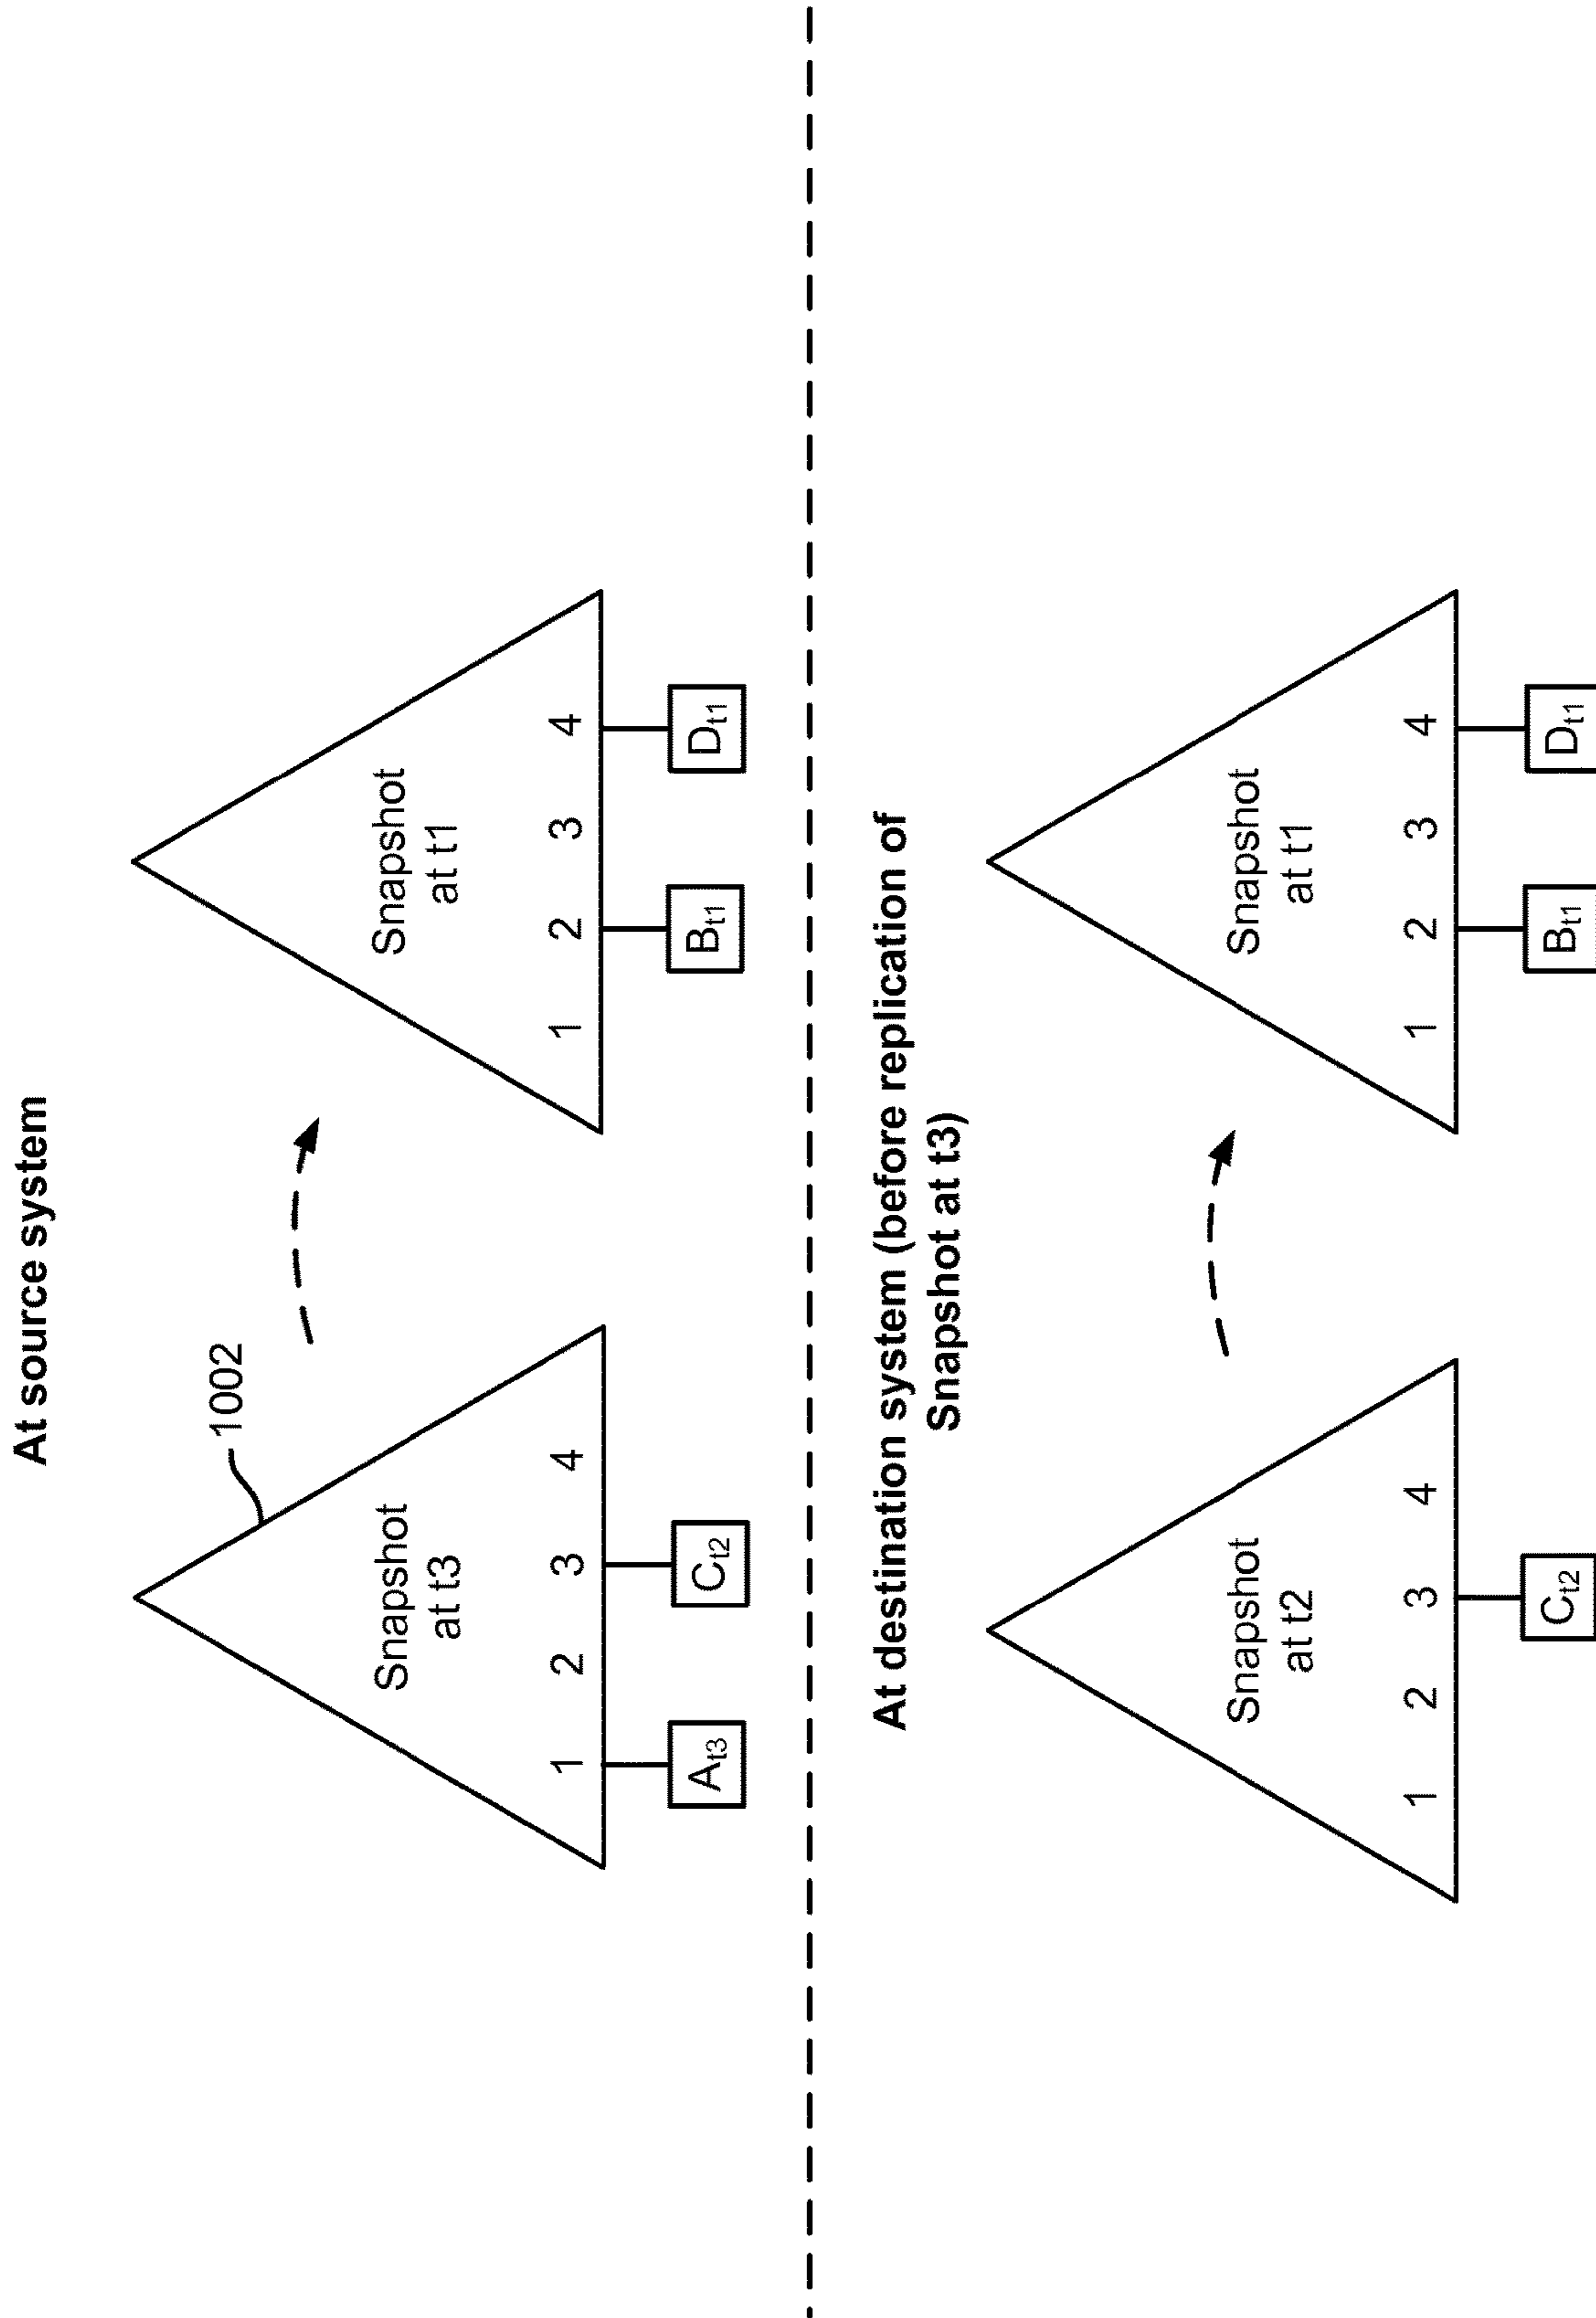 At source system
1002
Snapshot
at t3
1 2 3 4
At3 Ct2
Snapshot
at t1
1 2 3 4
Bt1 Dt1
At destination system (before replication of
Snapshot at t3)
Snapshot
at t2
1 2 3 4
Ct2
Snapshot
at t1
1 2 3 4
Bt1 Dt1